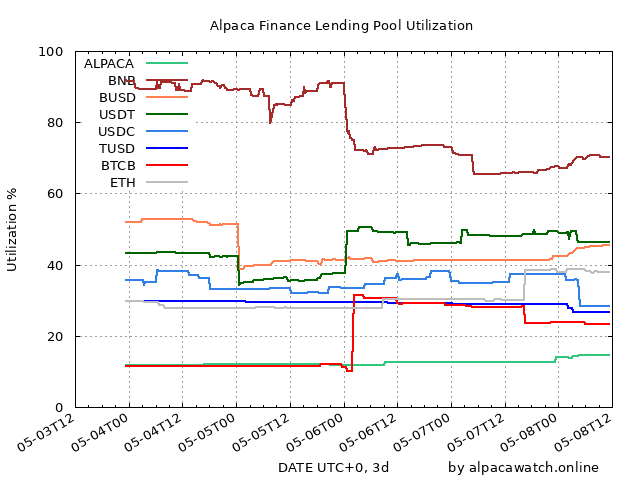 Alpaca Finance Lending Pool Utilization
Utilization %
100
80
60
40
20
0
ALPACA
BNB
BUSD
USDT
USDC
TUSD
BTCB
ETH
05-03T12
05-04T00
05-04T12
05-05T00
05-05T12
05-06T00
05-06T12
05-07T00
05-07T12
05-08T00
05-08T12
DATE UTC+0, 3d
by alpacawatch.online